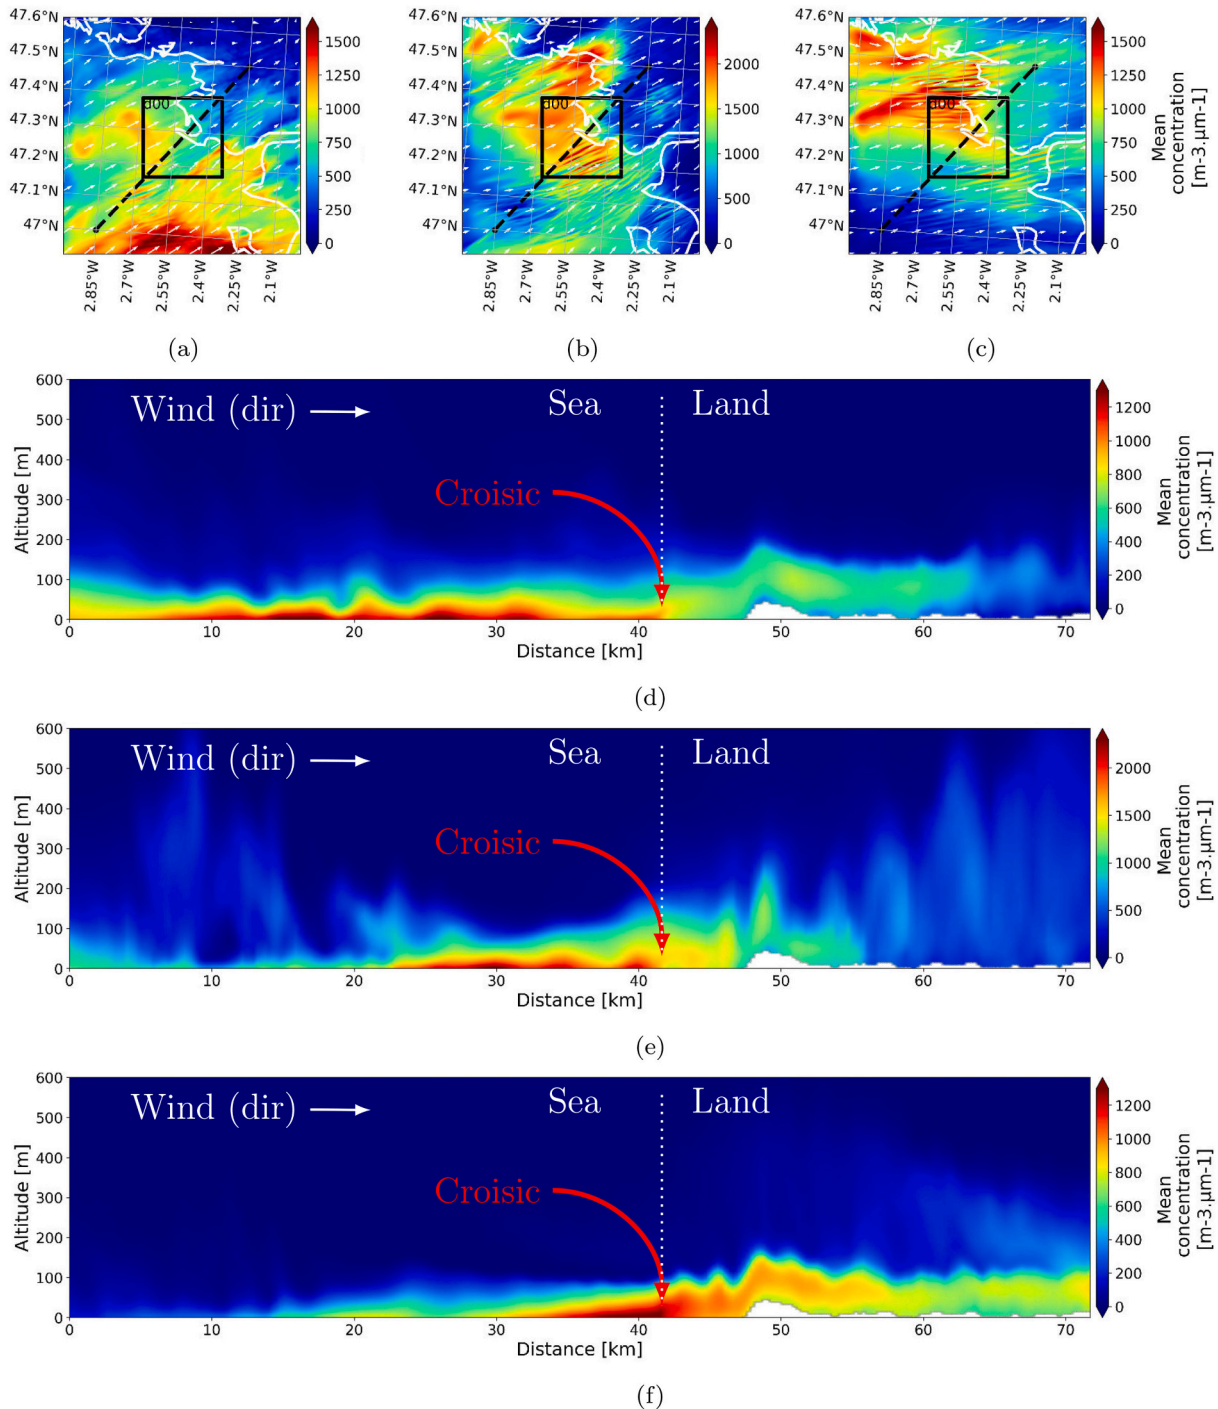 47.6°N
47.5°N
47.4°N
47.3°N
47.2°N
47.1°N
47°N
d00
2.85°W
2.7°W
2.55°W
2.4°W
2.25°W
2.1°W
1500
1250
1000
750
500
250
0
(a)
47.6°N
47.5°N
47.4°N
47.3°N
47.2°N
47.1°N
47°N
d00
2.85°W
2.7°W
2.55°W
2.4°W
2.25°W
2.1°W
2000
1500
1000
500
0
(b)
47.6°N
47.5°N
47.4°N
47.3°N
47.2°N
47.1°N
47°N
d00
2.85°W
2.7°W
2.55°W
2.4°W
2.25°W
2.1°W
1500
1250
1000
750
500
250
0
Mean
concentration
[m-3.µm-1]
(c)
600
500
400
300
200
100
0
Altitude [m]
Wind (dir)
Sea
Land
Croisic
0 10 20 30 40 50 60 70
Distance [km]
1200
1000
800
600
400
200
0
Mean
concentration
[m-3.µm-1]
(d)
600
500
400
300
200
100
0
Altitude [m]
Wind (dir)
Sea
Land
Croisic
0 10 20 30 40 50 60 70
Distance [km]
2000
1500
1000
500
0
Mean
concentration
[m-3.µm-1]
(e)
600
500
400
300
200
100
0
Altitude [m]
Wind (dir)
Sea
Land
Croisic
0 10 20 30 40 50 60 70
Distance [km]
1200
1000
800
600
400
200
0
Mean
concentration
[m-3.µm-1]
(f)